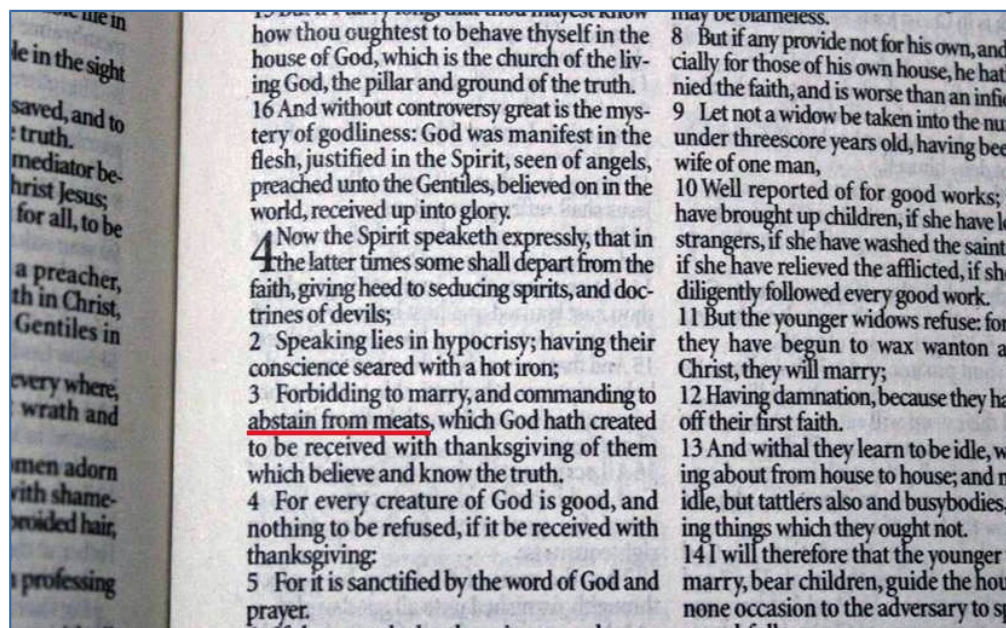 me in
le in the sight
saved, and to
truth.
mediator be-
hrist Jesus;
for all, to be
a preacher,
th in Christ,
Gentiles in
every where,
wrath and
omen adorn
with shame-
broided hair,
professing
how thou oughtest to behave thyself in the
house of God, which is the church of the liv-
ing God, the pillar and ground of the truth.
16 And without controversy great is the mys-
tery of godliness: God was manifest in the
flesh, justified in the Spirit, seen of angels,
preached unto the Gentiles, believed on in the
world, received up into glory.
4 Now the Spirit speaketh expressly, that in
the latter times some shall depart from the
faith, giving heed to seducing spirits, and doc-
trines of devils;
2 Speaking lies in hypocrisy; having their
conscience seared with a hot iron;
3 Forbidding to marry, and commanding to
abstain from meats, which God hath created
to be received with thanksgiving of them
which believe and know the truth.
4 For every creature of God is good, and
nothing to be refused, if it be received with
thanksgiving:
5 For it is sanctified by the word of God and
prayer.
may be blameless.
8 But if any provide not for his own, and
cially for those of his own house, he hat
nied the faith, and is worse than an infi
9 Let not a widow be taken into the nu
under threescore years old, having bee
wife of one man,
10 Well reported of for good works;
have brought up children, if she have l
strangers, if she have washed the saint
if she have relieved the afflicted, if sh
diligently followed every good work.
11 But the younger widows refuse: for
they have begun to wax wanton a
Christ, they will marry;
12 Having damnation, because they ha
off their first faith.
13 And withal they learn to be idle, w
ing about from house to house; and n
idle, but tattlers also and busybodies,
ing things which they ought not.
14 I will therefore that the younger
marry, bear children, guide the hou
none occasion to the adversary to sp